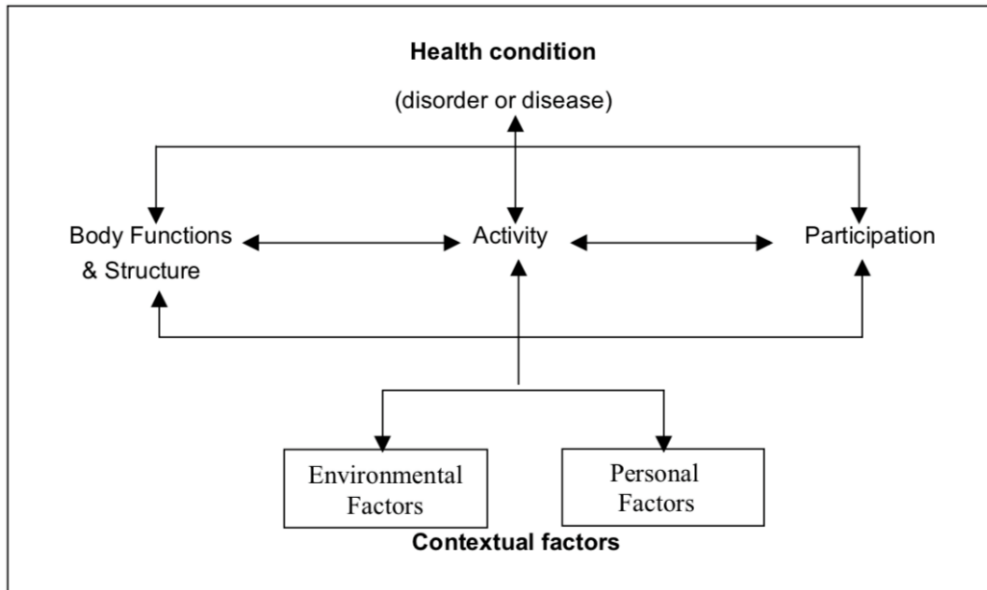 Health condition
(disorder or disease)
Body Functions
& Structure
Activity
Participation
Environmental
Factors
Personal
Factors
Contextual factors